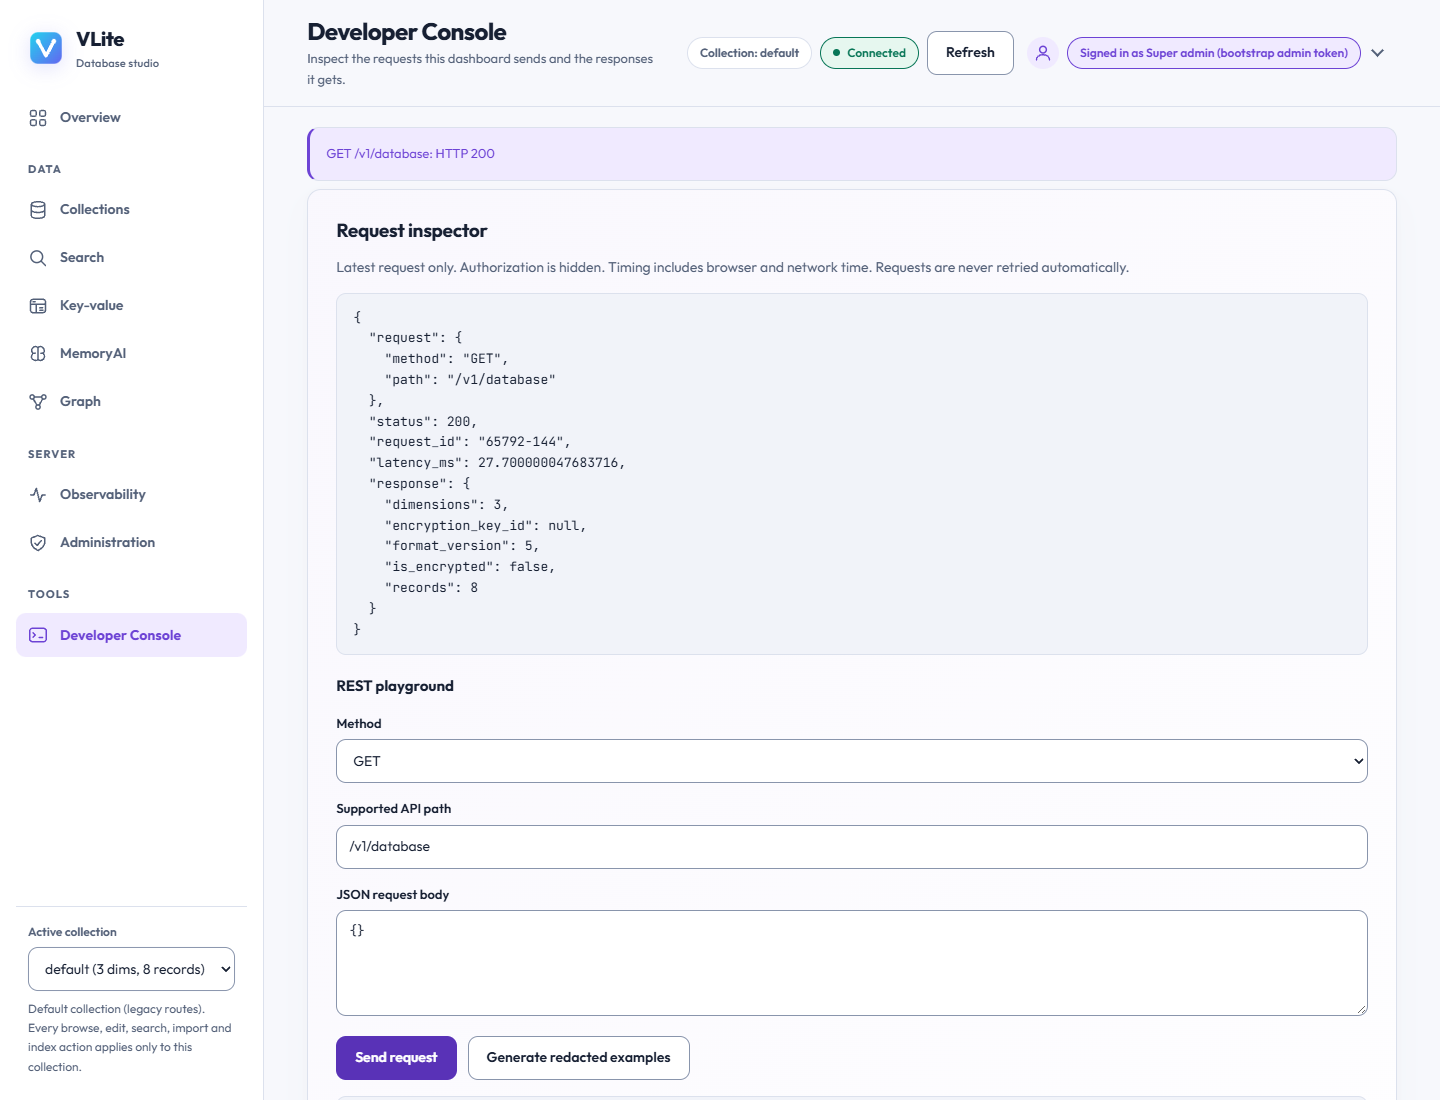 VLite
Database studio
Overview
DATA
Collections
Search
Key-value
MemoryAI
Graph
SERVER
Observability
Administration
TOOLS
Developer Console
Active collection
default (3 dims, 8 records)
Default collection (legacy routes).
Every browse, edit, search, import and
index action applies only to this
collection.
Developer Console
Inspect the requests this dashboard sends and the responses
it gets.
Collection: default
Connected
Refresh
Signed in as Super admin (bootstrap admin token)
GET /v1/database: HTTP 200
Request inspector
Latest request only. Authorization is hidden. Timing includes browser and network time. Requests are never retried automatically.
{
  "request": {
    "method": "GET",
    "path": "/v1/database"
  },
  "status": 200,
  "request_id": "65792-144",
  "latency_ms": 27.700000047683716,
  "response": {
    "dimensions": 3,
    "encryption_key_id": null,
    "format_version": 5,
    "is_encrypted": false,
    "records": 8
  }
}
REST playground
Method
GET
Supported API path
/v1/database
JSON request body
{}
Send request
Generate redacted examples